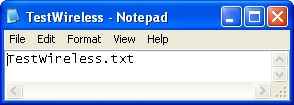 TestWireless - Notepad
File Edit Format View Help
TestWireless.txt